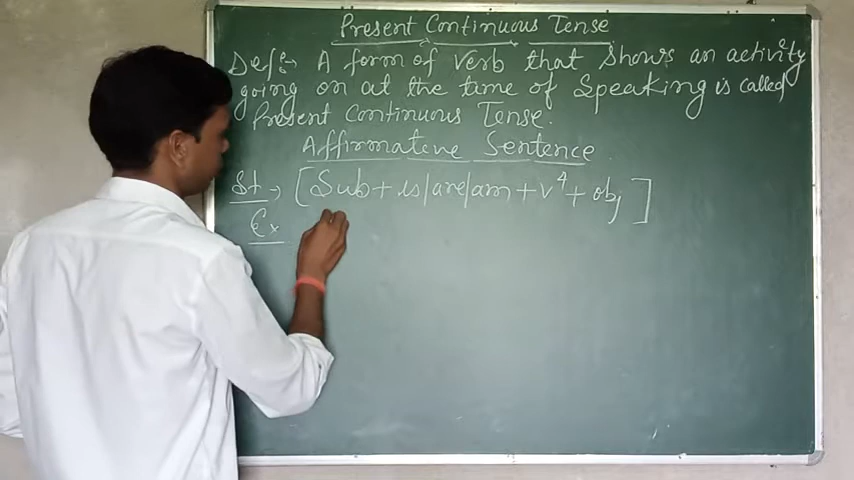 Present Continuous Tense
Def:→ A form of verb that shows an activity
going on at the time of Speaking is called
Present Continuous Tense.
Affirmative Sentence
St → [Sub + is/are/am + v⁴ + obj]
Ex